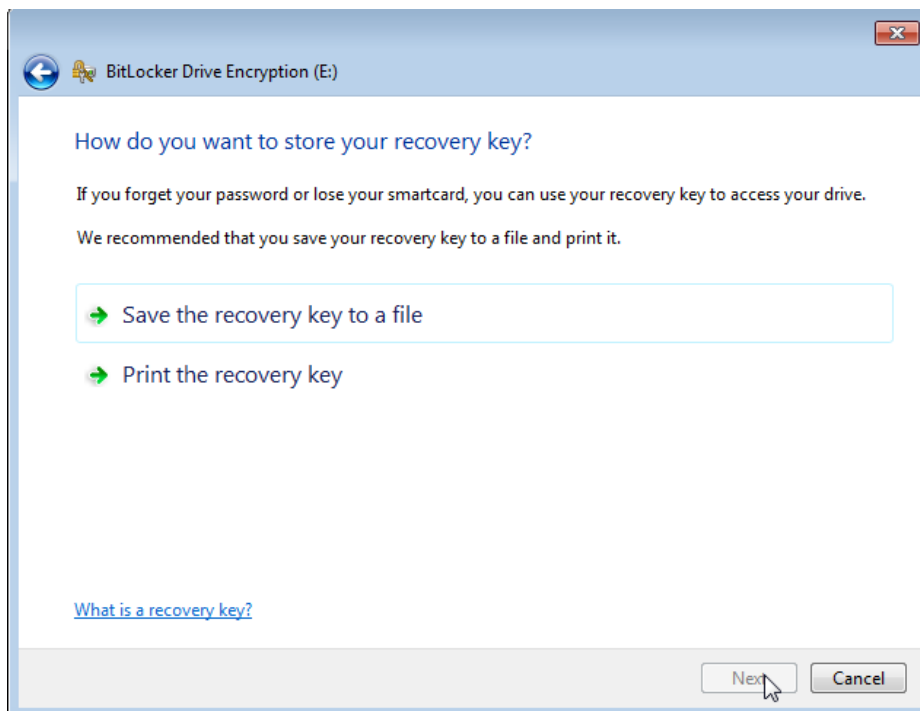 BitLocker Drive Encryption (E:)
How do you want to store your recovery key?
If you forget your password or lose your smartcard, you can use your recovery key to access your drive.
We recommended that you save your recovery key to a file and print it.
Save the recovery key to a file
Print the recovery key
What is a recovery key?
Next Cancel